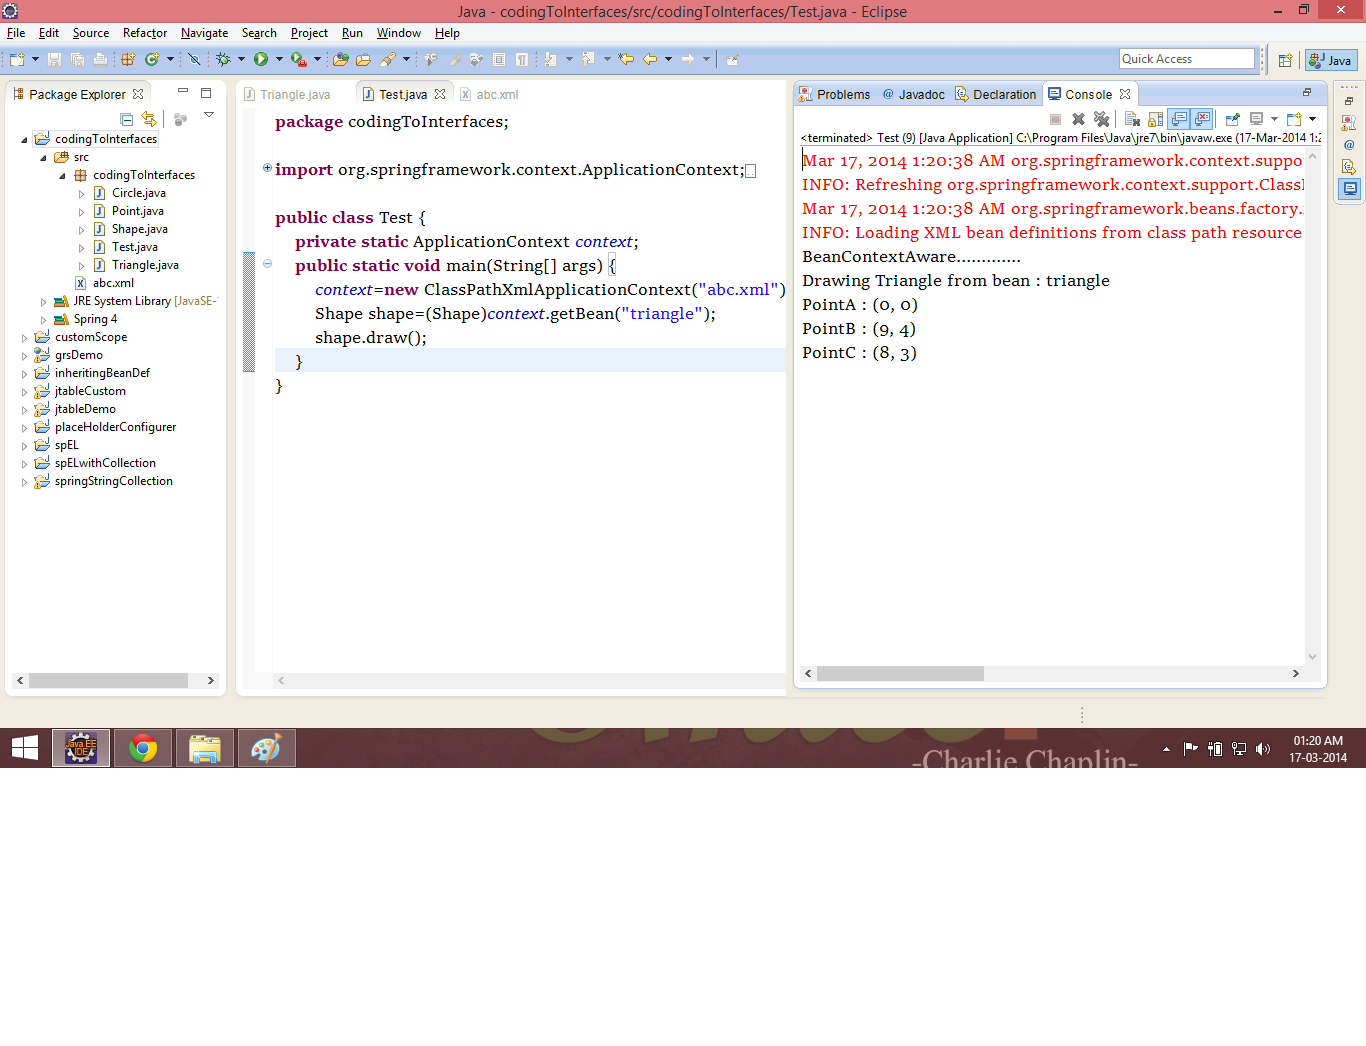 Java - codingToInterfaces/src/codingToInterfaces/Test.java - Eclipse
File Edit Source Refactor Navigate Search Project Run Window Help
Quick Access
Java
Package Explorer
codingToInterfaces
src
codingToInterfaces
Circle.java
Point.java
Shape.java
Test.java
Triangle.java
abc.xml
JRE System Library [JavaSE-
Spring 4
customScope
grsDemo
inheritingBeanDef
jtableCustom
jtableDemo
placeHolderConfigurer
spEL
spELwithCollection
springStringCollection
Triangle.java Test.java abc.xml
package codingToInterfaces;
import org.springframework.context.ApplicationContext;
public class Test {
private static ApplicationContext context;
public static void main(String[] args) {
context=new ClassPathXmlApplicationContext("abc.xml")
Shape shape=(Shape)context.getBean("triangle");
shape.draw();
}
}
Problems @ Javadoc Declaration Console
<terminated> Test (9) [Java Application] C:\Program Files\Java\jre7\bin\javaw.exe (17-Mar-2014 1:2
Mar 17, 2014 1:20:38 AM org.springframework.context.suppo
INFO: Refreshing org.springframework.context.support.Class
Mar 17, 2014 1:20:38 AM org.springframework.beans.factory.
INFO: Loading XML bean definitions from class path resource
BeanContextAware.............
Drawing Triangle from bean : triangle
PointA : (0, 0)
PointB : (9, 4)
PointC : (8, 3)
Java EE
IDE
-Charlie Chaplin-
01:20 AM
17-03-2014